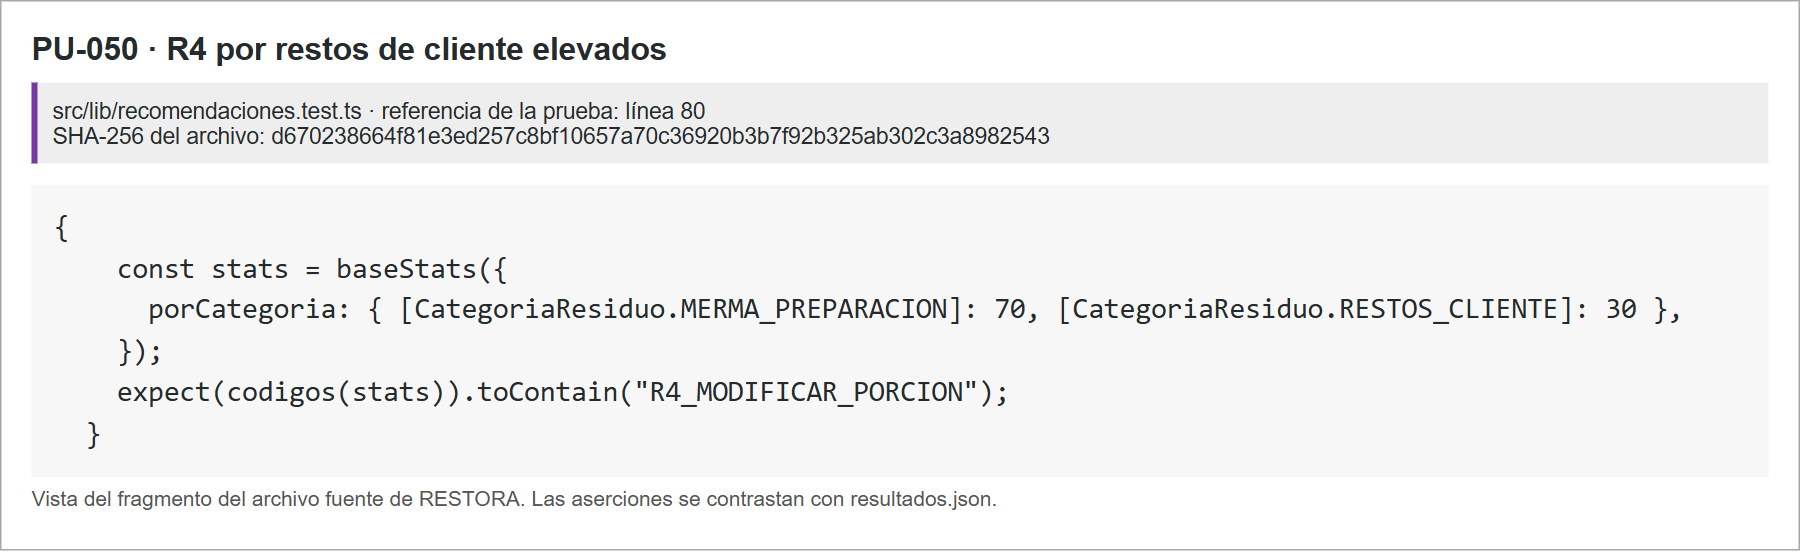 PU-050 · R4 por restos de cliente elevados
src/lib/recomendaciones.test.ts · referencia de la prueba: línea 80
SHA-256 del archivo: d670238664f81e3ed257c8bf10657a70c36920b3b7f92b325ab302c3a8982543
{
    const stats = baseStats({
      porCategoria: { [CategoriaResiduo.MERMA_PREPARACION]: 70, [CategoriaResiduo.RESTOS_CLIENTE]: 30 },
    });
    expect(codigos(stats)).toContain("R4_MODIFICAR_PORCION");
  }
Vista del fragmento del archivo fuente de RESTORA. Las aserciones se contrastan con resultados.json.